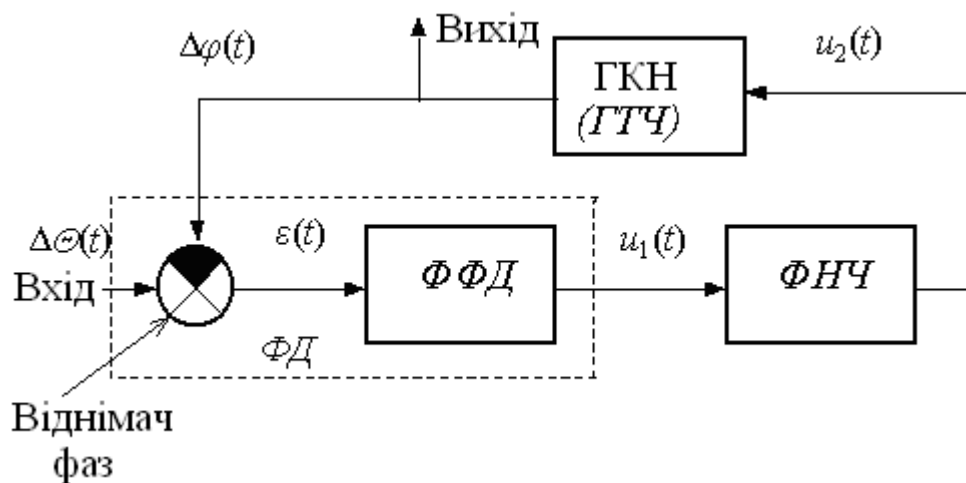 Δφ(t)
Вихід
ГКН
(ГТЧ)
u₂(t)
ΔΘ(t)
Вхід
ε(t)
ФФД
u₁(t)
ФНЧ
ФД
Віднімач
фаз